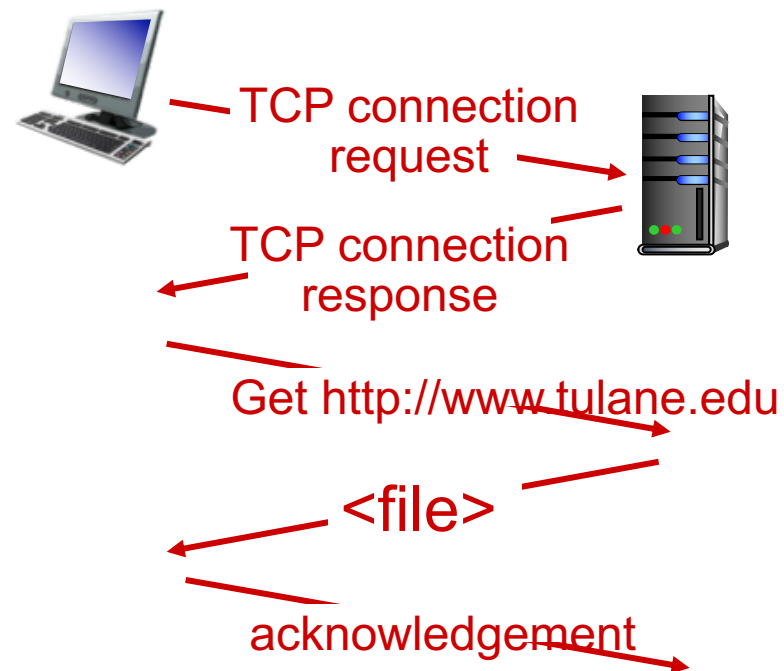 TCP connection
request
TCP connection
response
Get http://www.tulane.edu
<file>
acknowledgement